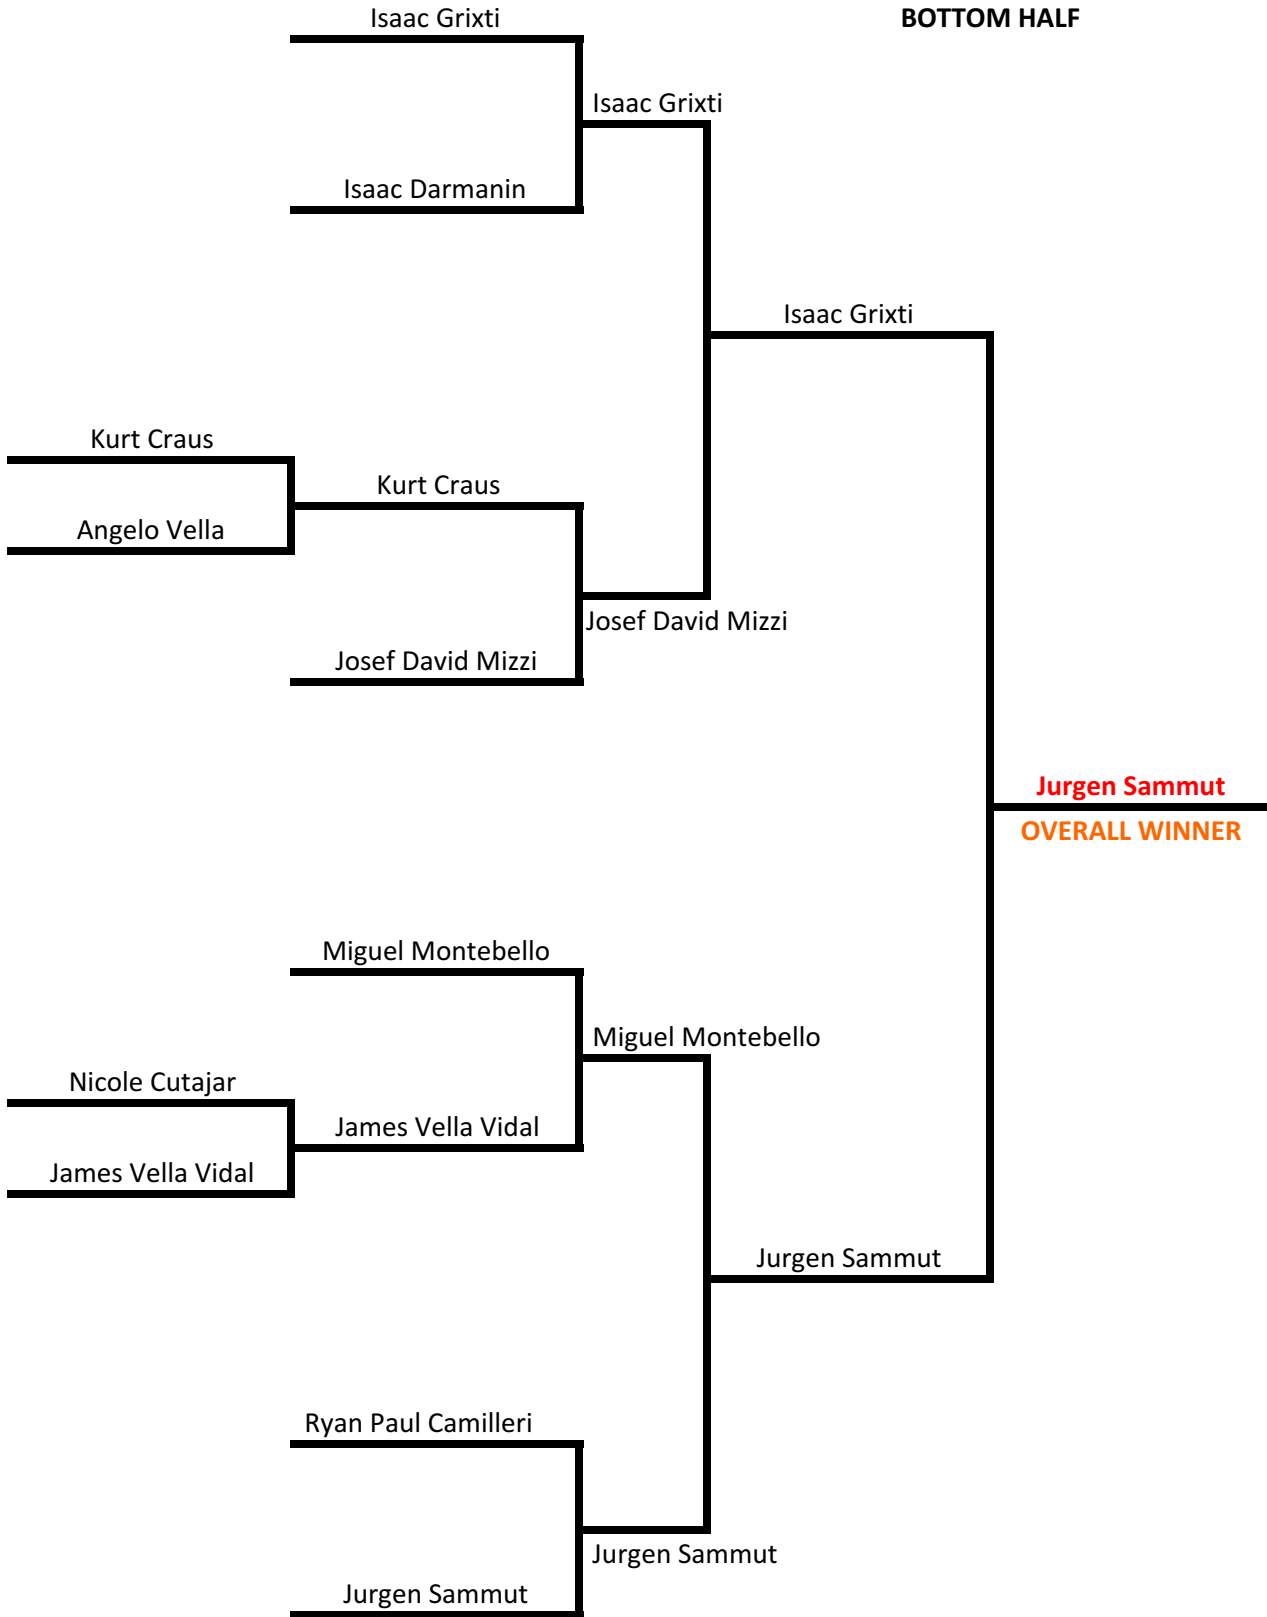 Isaac Grixti
BOTTOM HALF
Isaac Grixti
Isaac Darmanin
Isaac Grixti
Kurt Craus
Kurt Craus
Angelo Vella
Josef David Mizzi
Josef David Mizzi
Jurgen Sammut
OVERALL WINNER
Miguel Montebello
Miguel Montebello
Nicole Cutajar
James Vella Vidal
James Vella Vidal
Jurgen Sammut
Ryan Paul Camilleri
Jurgen Sammut
Jurgen Sammut